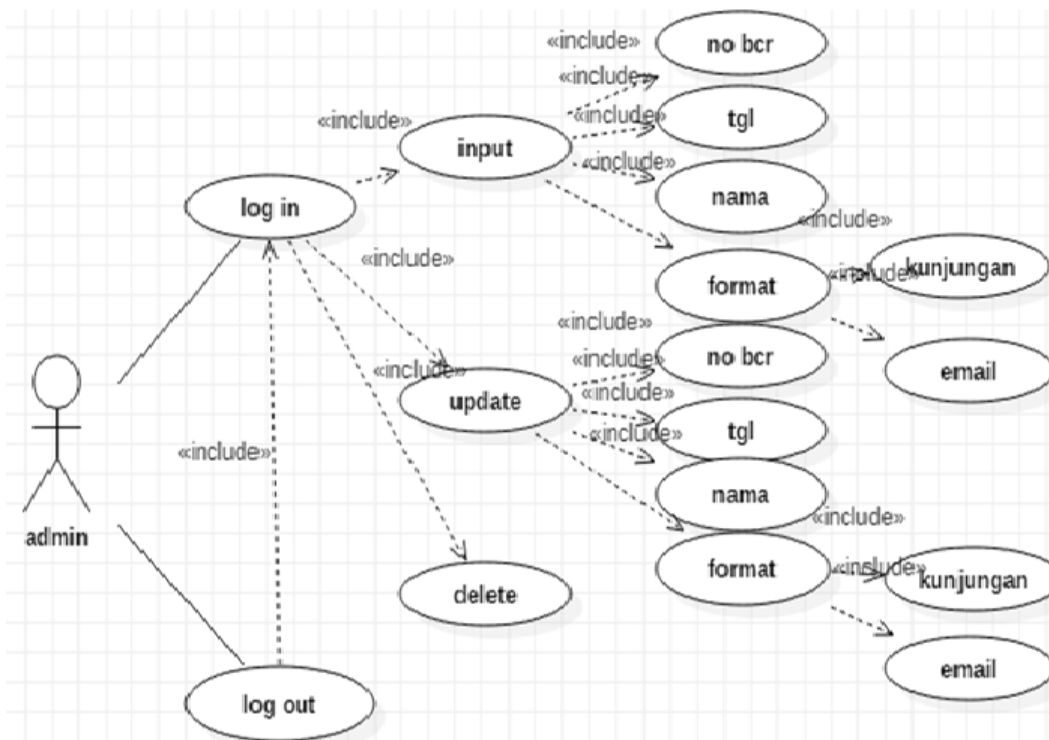 «include»
no bcr
«include»
«include»
tgl
«include»
input
«include»
nama
log in
«include»
«include»
kunjungan
«include»
format
«include»
no bcr
«include»
email
«include»
update
«include»
tgl
«include»
«include»
nama
«include»
admin
format
«include»
kunjungan
delete
email
log out